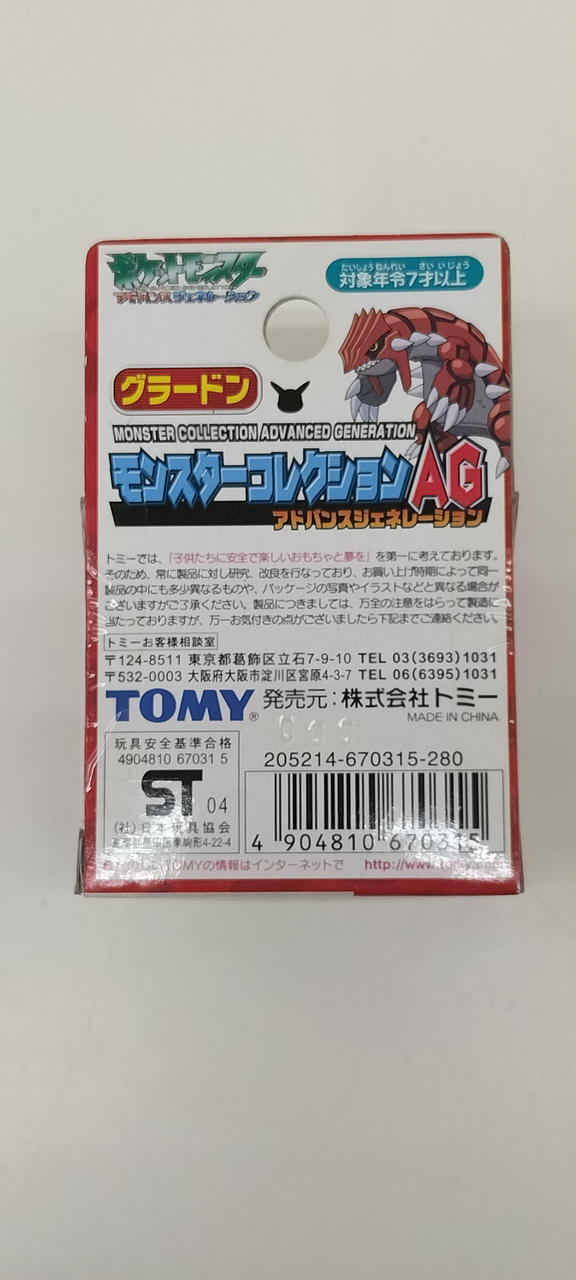 ポケットモンスター
アドバンスジェネレーション
たいしょうねんれい さいいじょう
対象年令7才以上
グラードン
MONSTER COLLECTION ADVANCED GENERATION
モンスターコレクションAG
アドバンスジェネレーション
トミーでは、「子供たちに安全で楽しいおもちゃと夢を」を第一に考えております。
そのため、常に製品に対し研究、改良を行なっており、お買い上げ時期によって同一
製品の中にも多少異なるものや、パッケージの写真やイラストなどと異なる場合が
ございますがご了承ください。製品につきましては、万全の注意をはらって製造に
当たっておりますが、万一お気付きの点がございましたら下記までご連絡ください。
トミーお客様相談室
〒124-8511 東京都葛飾区立石7-9-10 TEL 03(3693)1031
〒532-0003 大阪府大阪市淀川区宮原4-3-7 TEL 06(6395)1031
TOMY® 発売元：株式会社トミー
MADE IN CHINA
玩具安全基準合格
4904810 67031 5
ST 04
(社)日本玩具協会
東京都墨田区東駒形4-22-4
205214-670315-280
4 904810 670315
TOMYの情報はインターネットで http://www.tomy